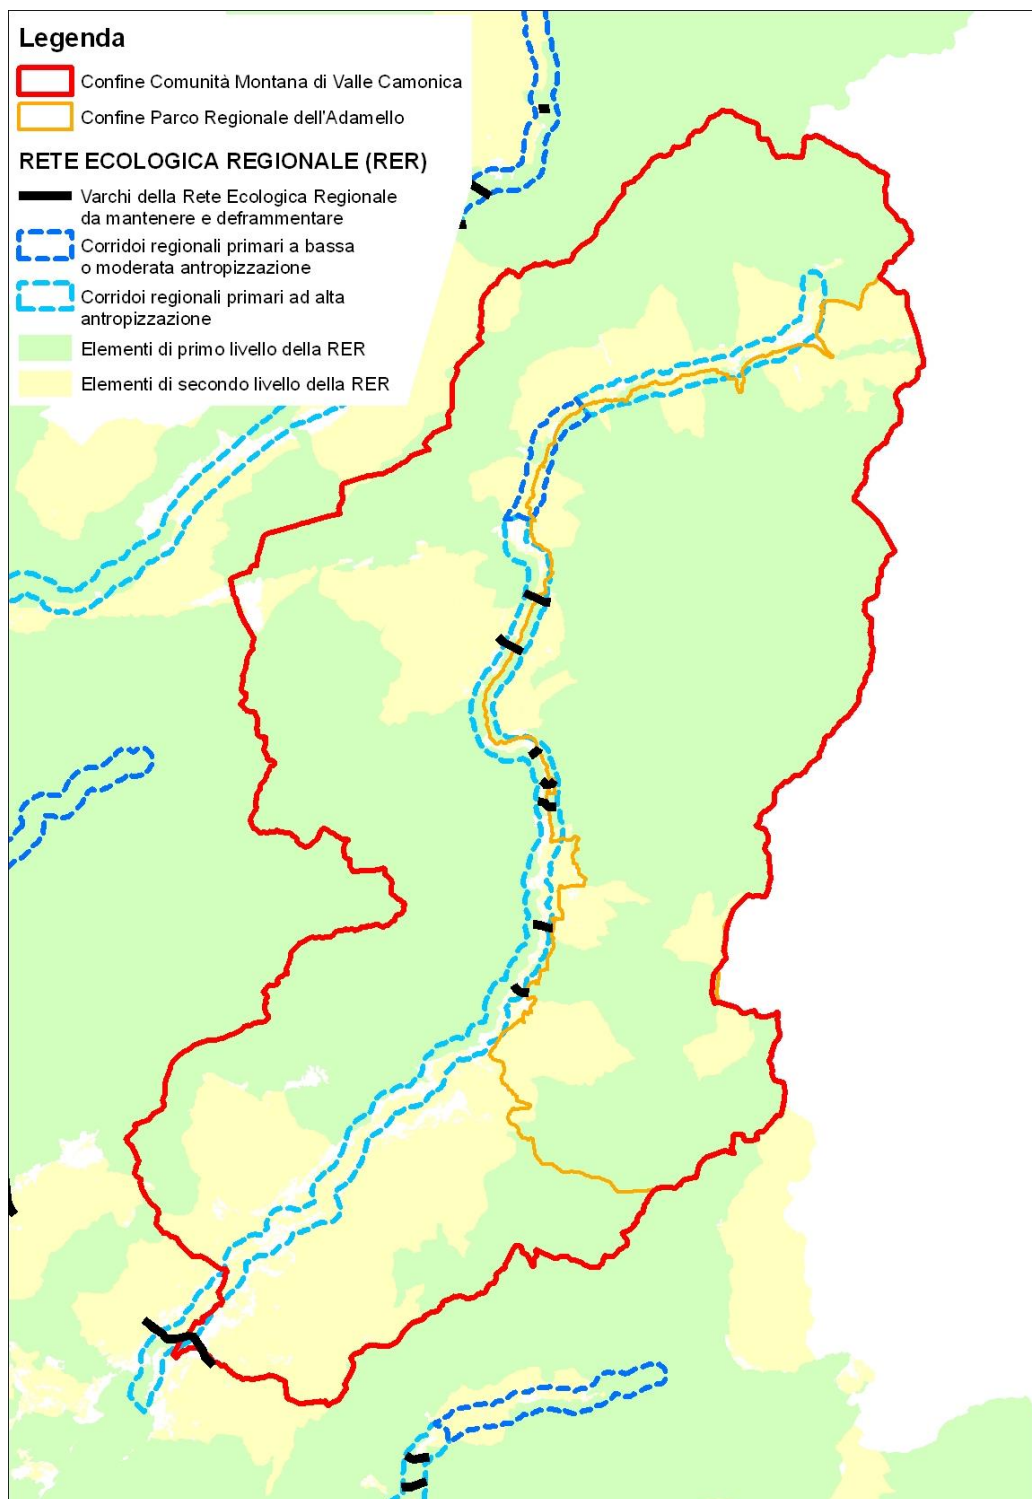 Legenda
Confine Comunità Montana di Valle Camonica
Confine Parco Regionale dell'Adamello
RETE ECOLOGICA REGIONALE (RER)
Varchi della Rete Ecologica Regionale
da mantenere e deframmentare
Corridoi regionali primari a bassa
o moderata antropizzazione
Corridoi regionali primari ad alta
antropizzazione
Elementi di primo livello della RER
Elementi di secondo livello della RER